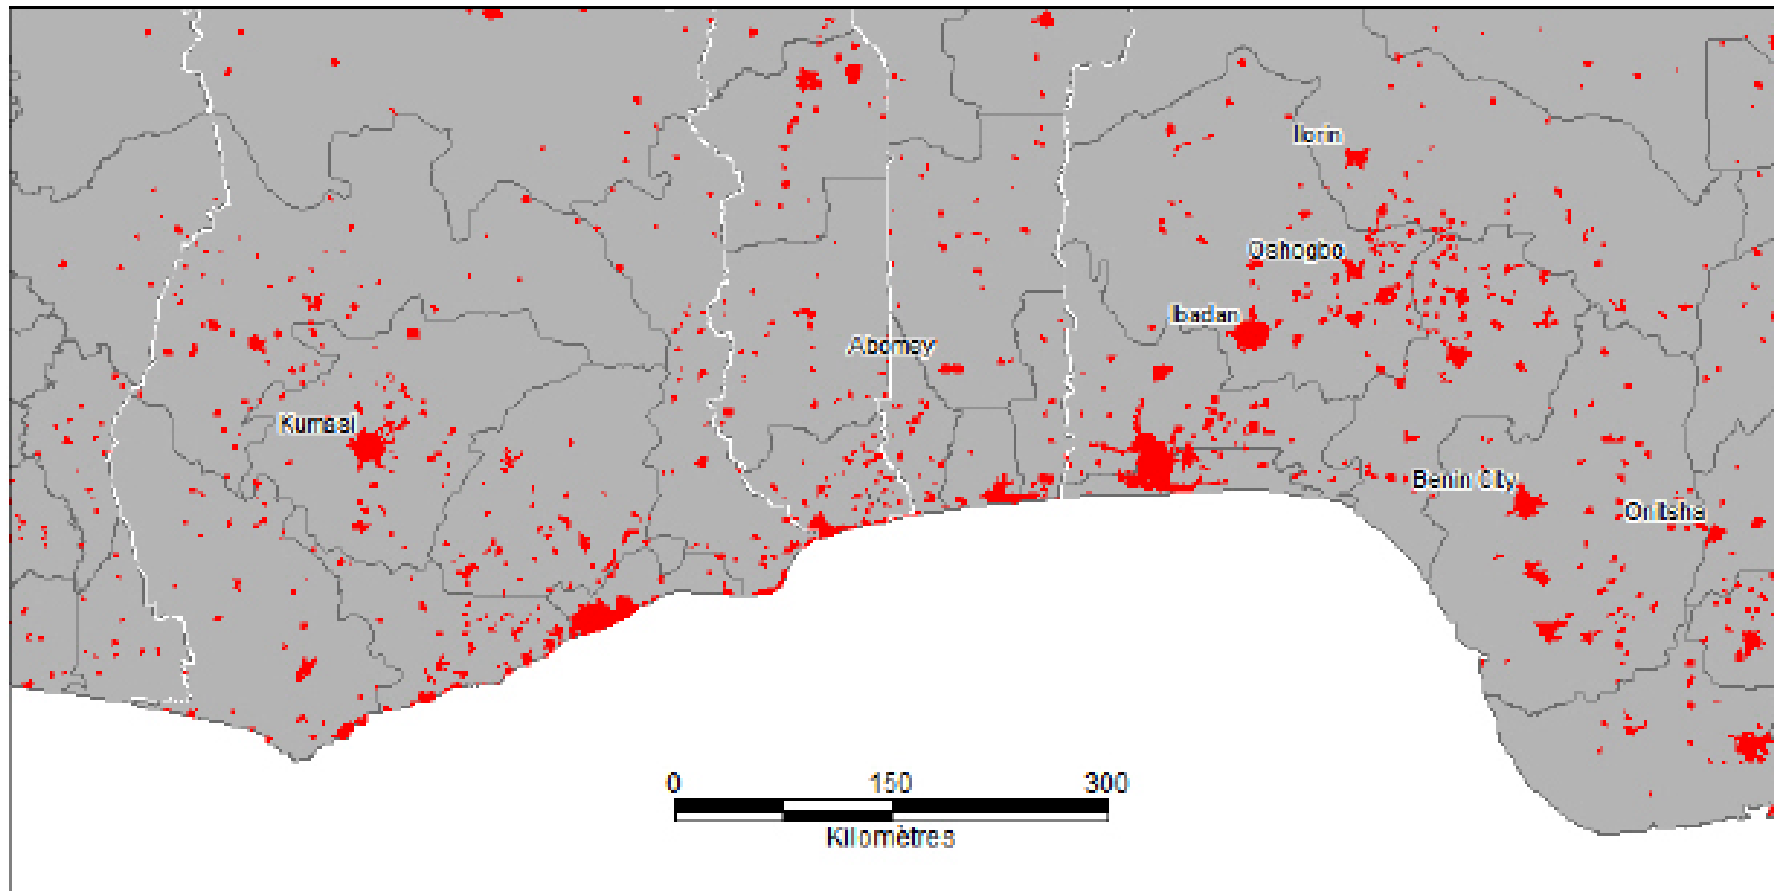 Ilorin
Oshogbo
Ibadan
Abomey
Kumasi
Benin City
Onitsha
0 150 300
Kilomètres